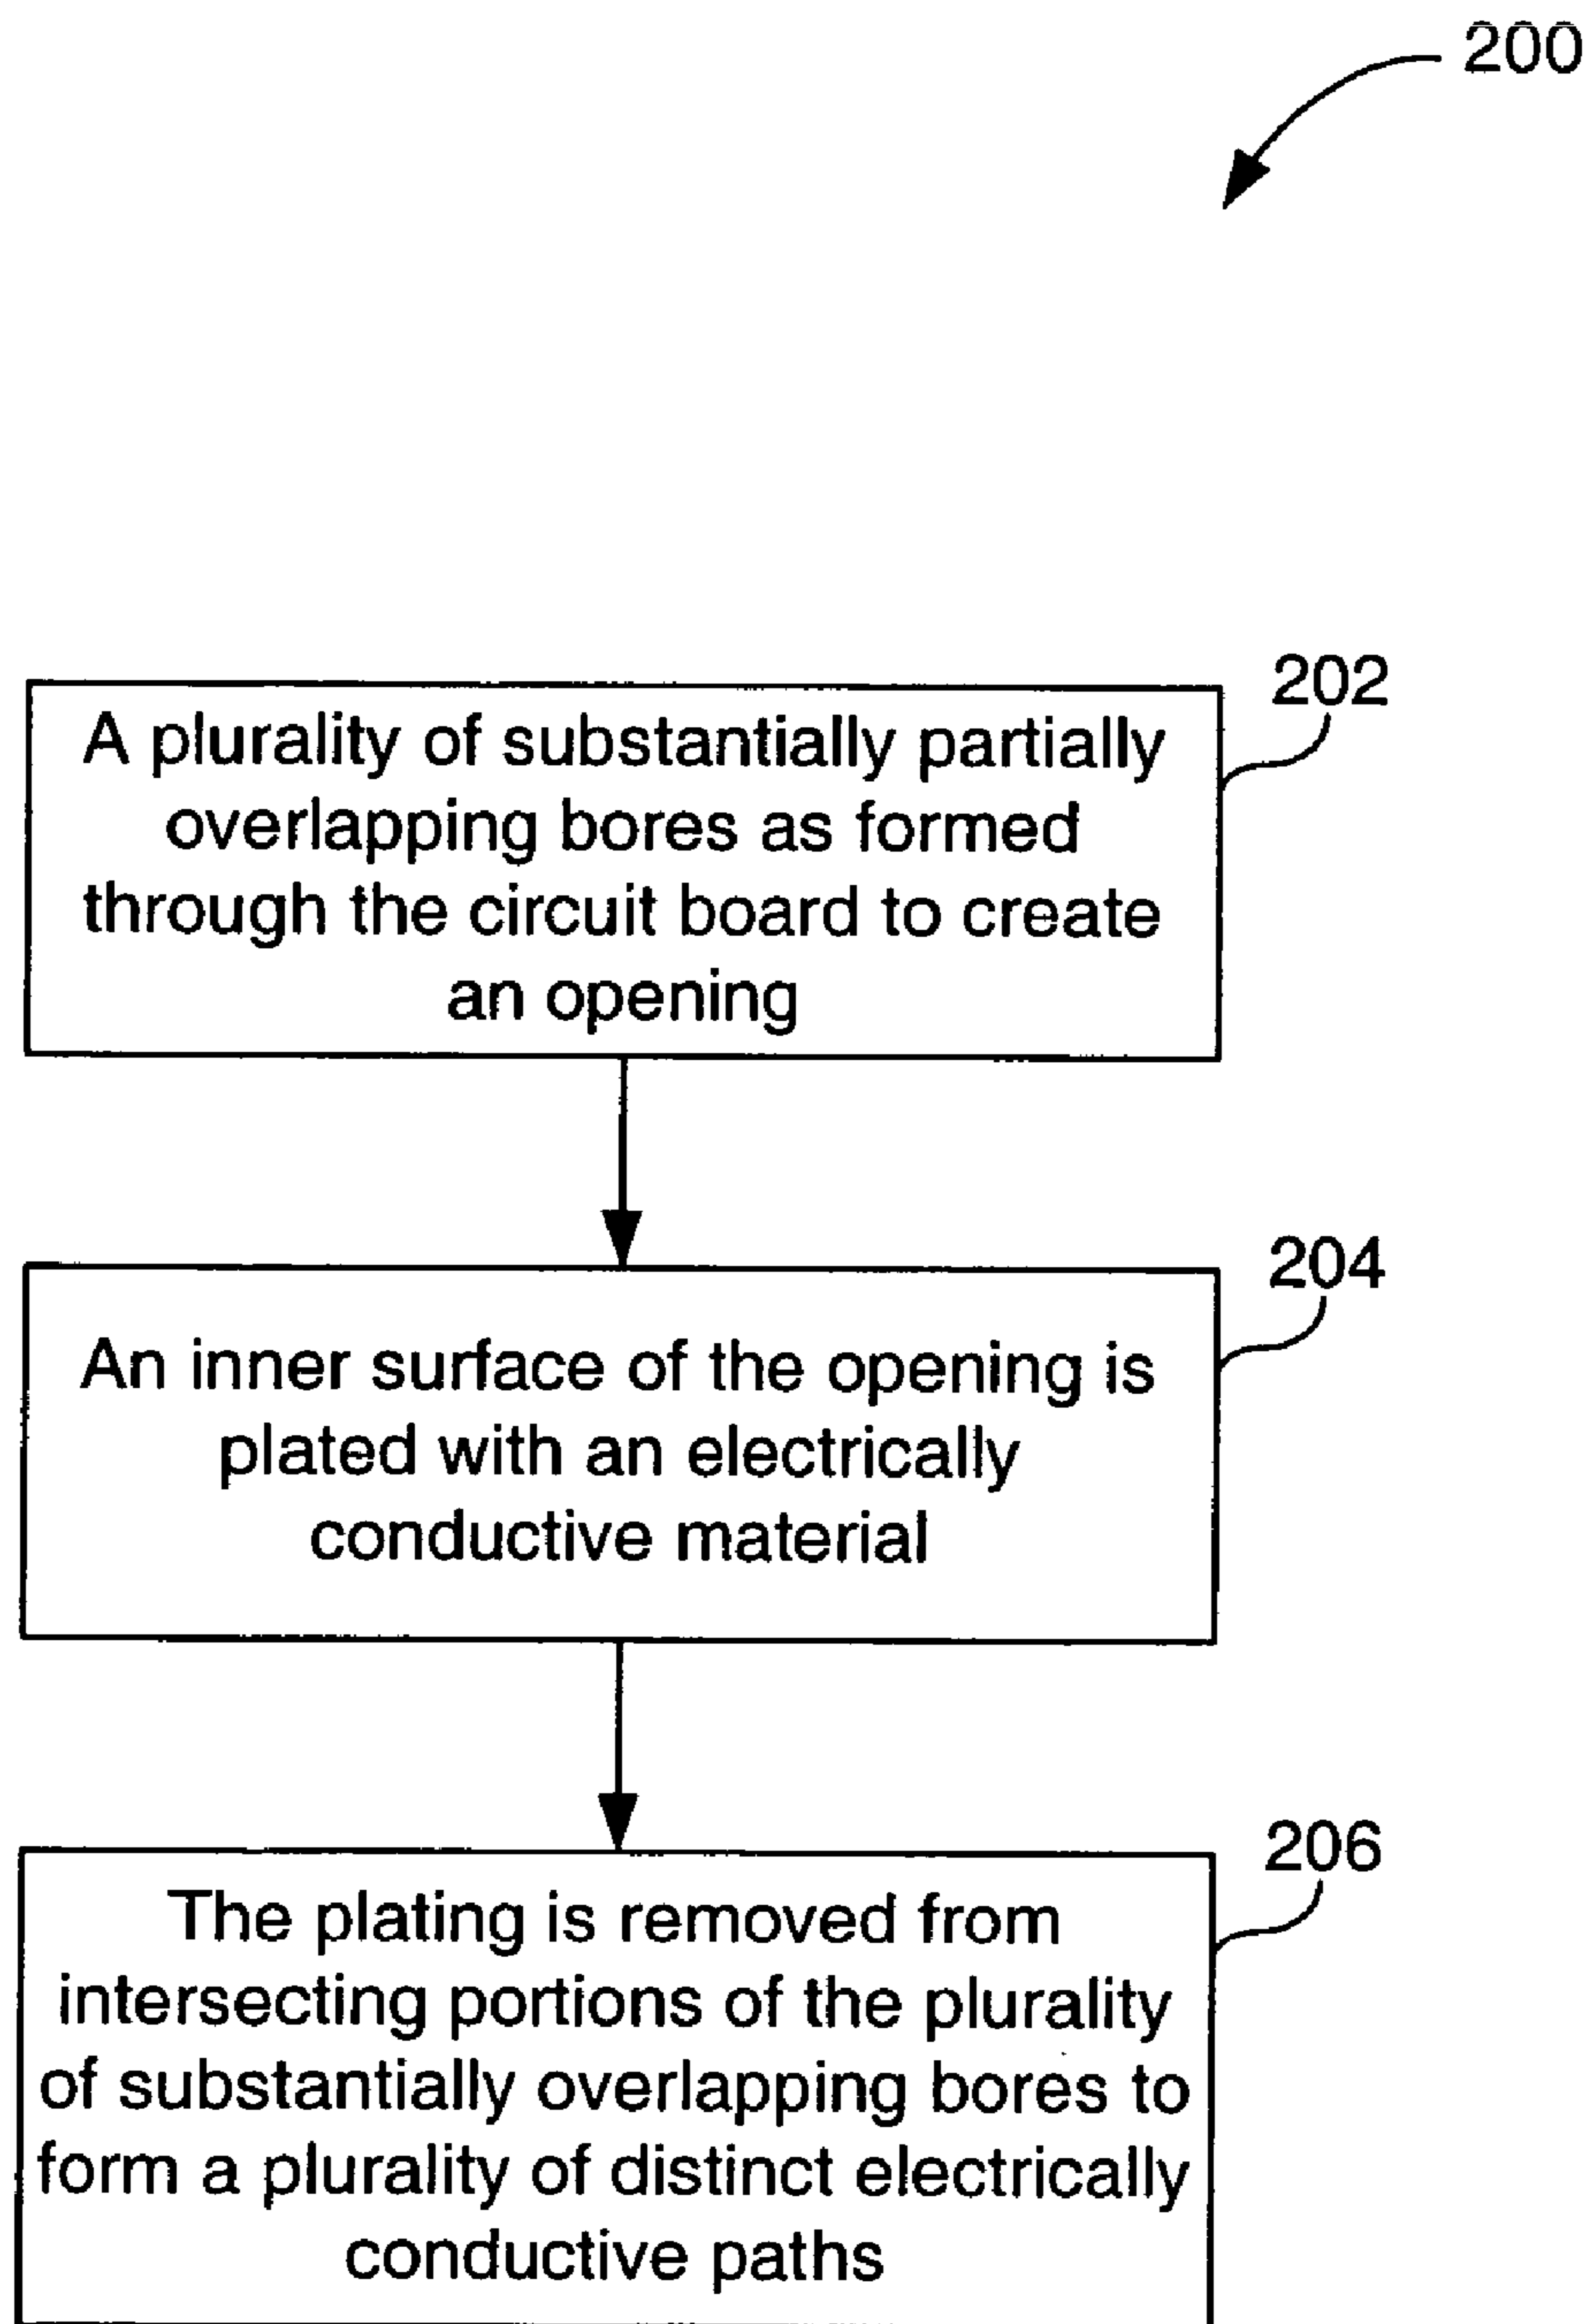 200
202
A plurality of substantially partially
overlapping bores as formed
through the circuit board to create
an opening
204
An inner surface of the opening is
plated with an electrically
conductive material
206
The plating is removed from
intersecting portions of the plurality
of substantially overlapping bores to
form a plurality of distinct electrically
conductive paths